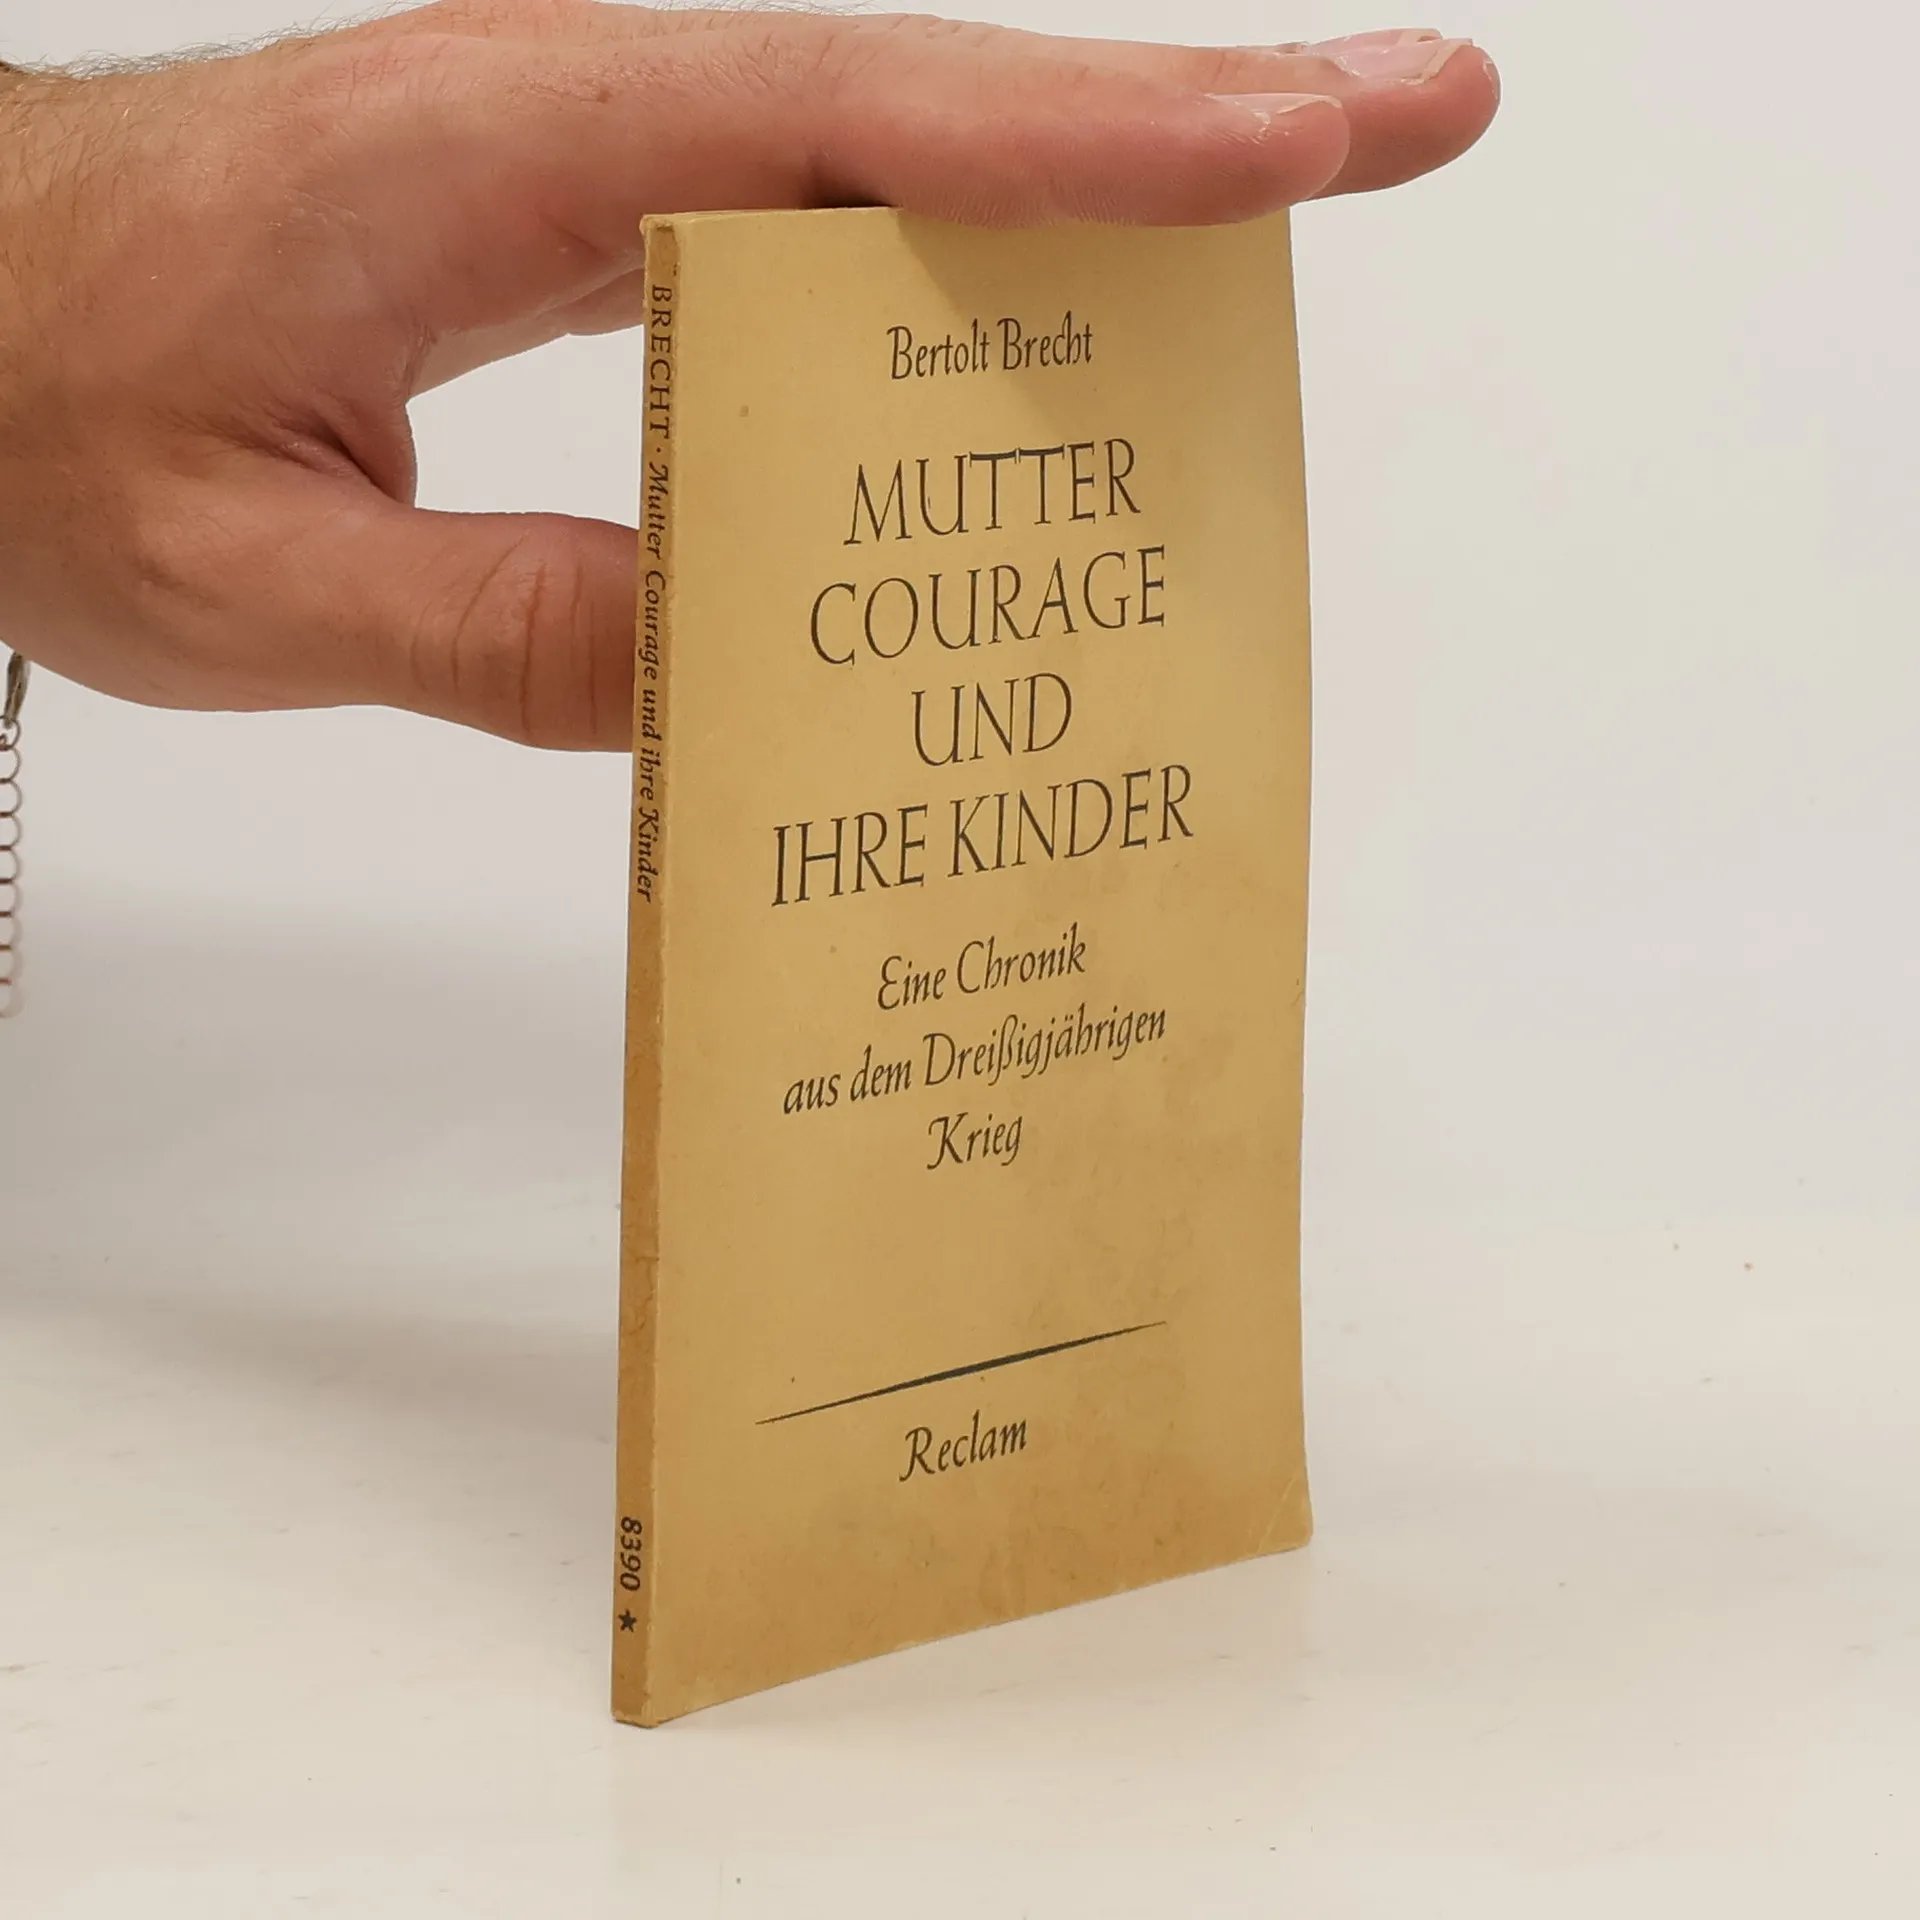 BRECHT · Mutter Courage und ihre Kinder
8390 ★
Bertolt Brecht
MUTTER
COURAGE
UND
IHRE KINDER
Eine Chronik
aus dem Dreißigjährigen
Krieg
Reclam